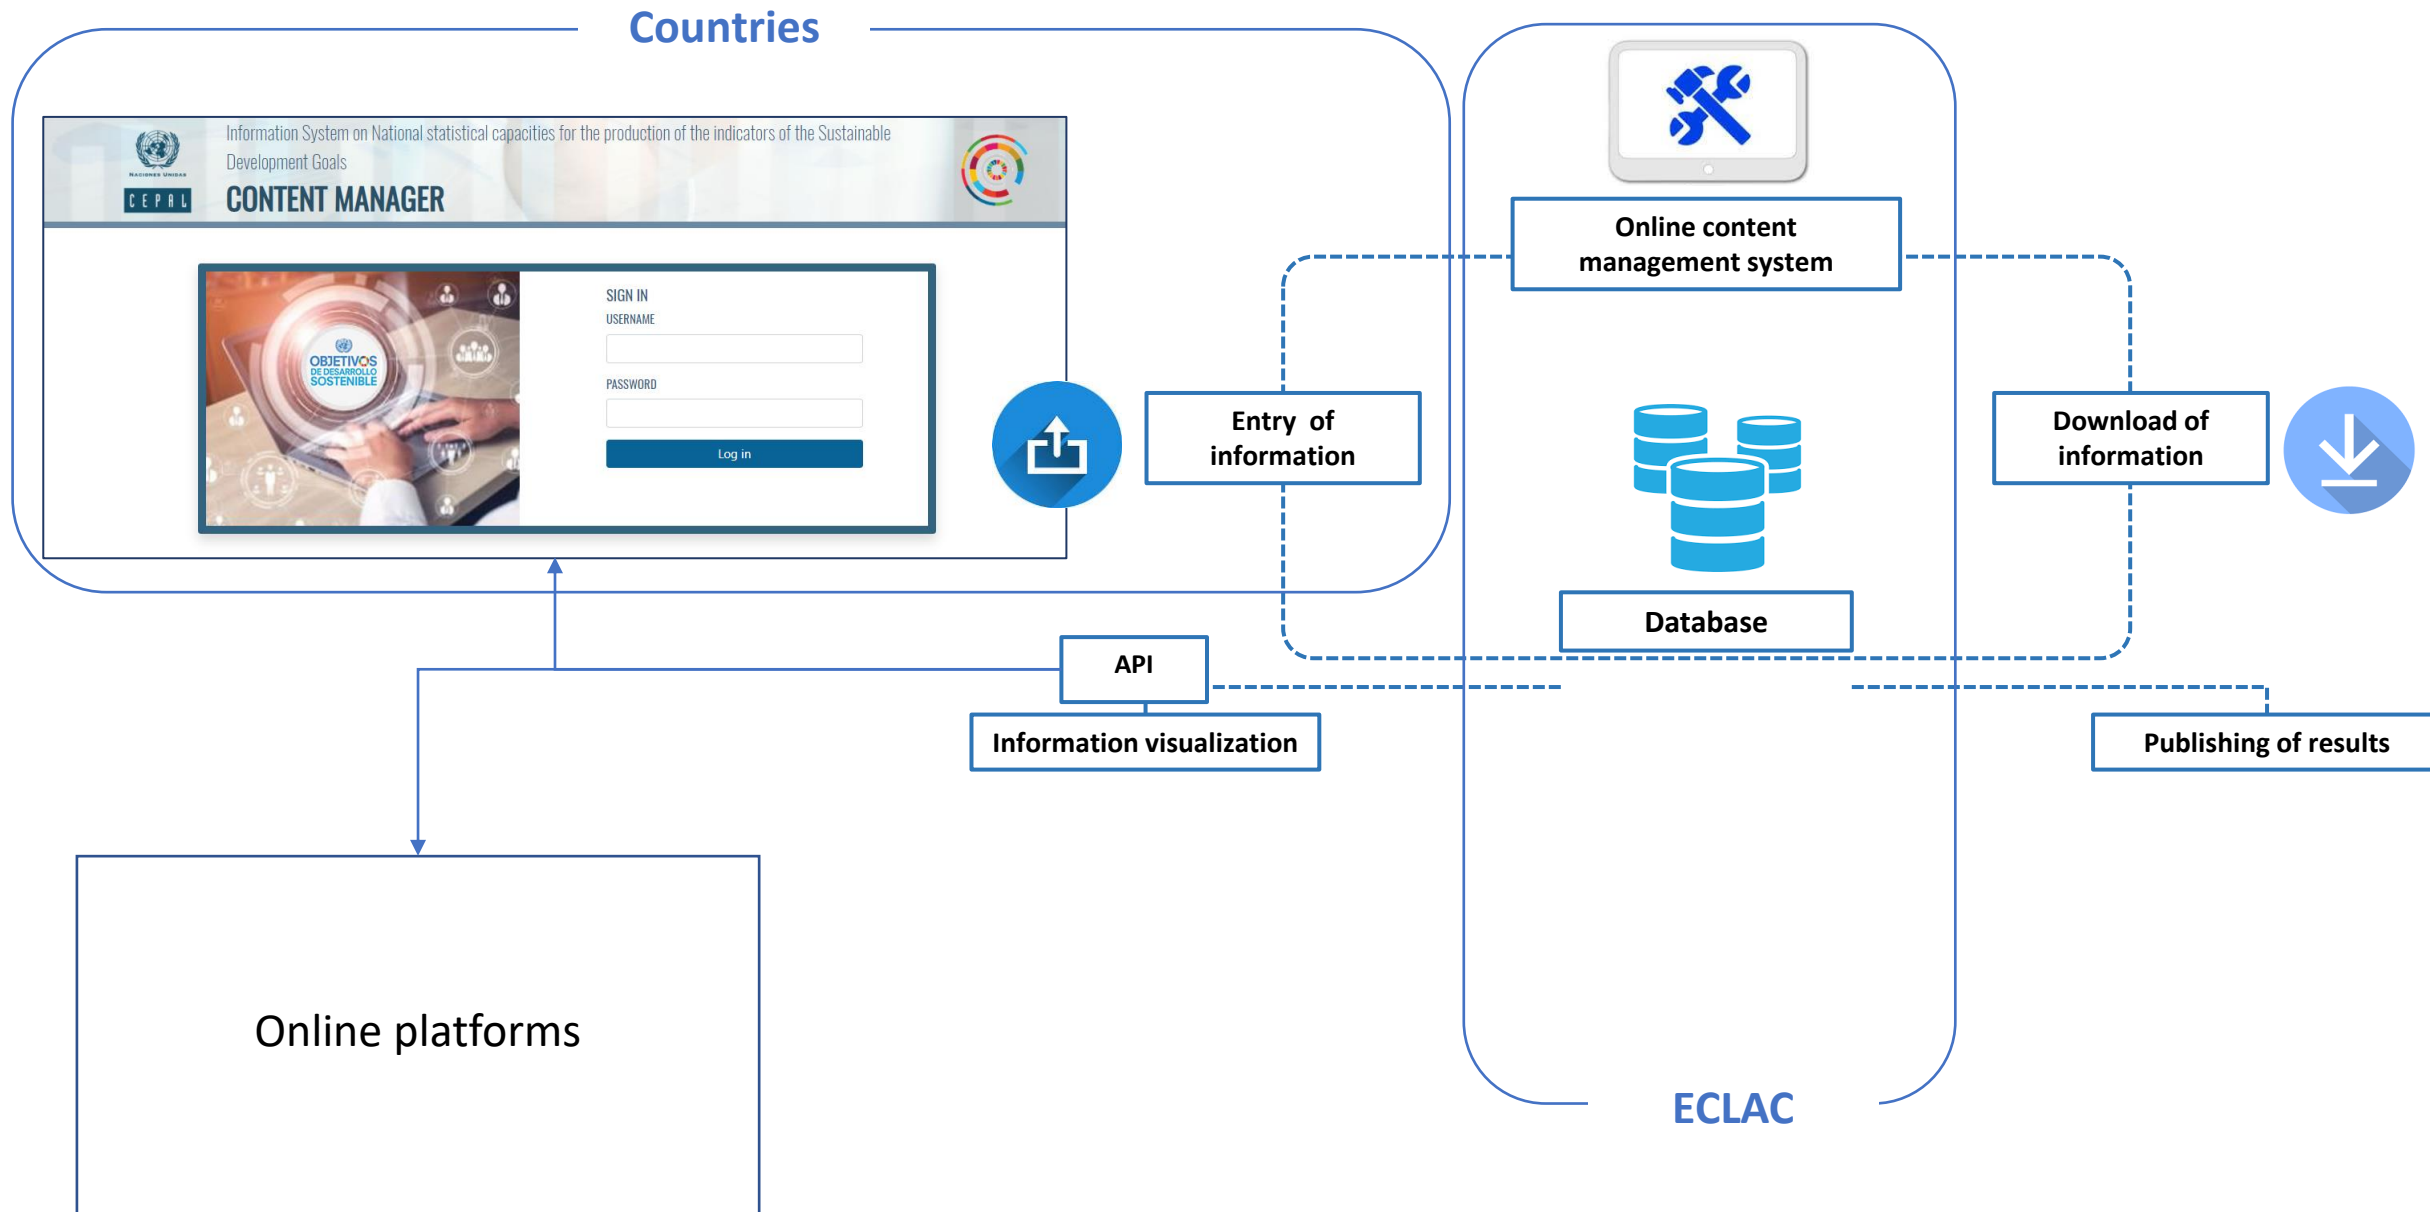 Countries
Information System on National statistical capacities for the production of the indicators of the Sustainable
Development Goals
CONTENT MANAGER
NACIONES UNIDAS
CEPAL
SIGN IN
USERNAME
PASSWORD
Log in
OBJETIVOS
DE DESARROLLO
SOSTENIBLE
Online content
management system
Entry of
information
Download of
information
Database
API
Information visualization
Publishing of results
Online platforms
ECLAC